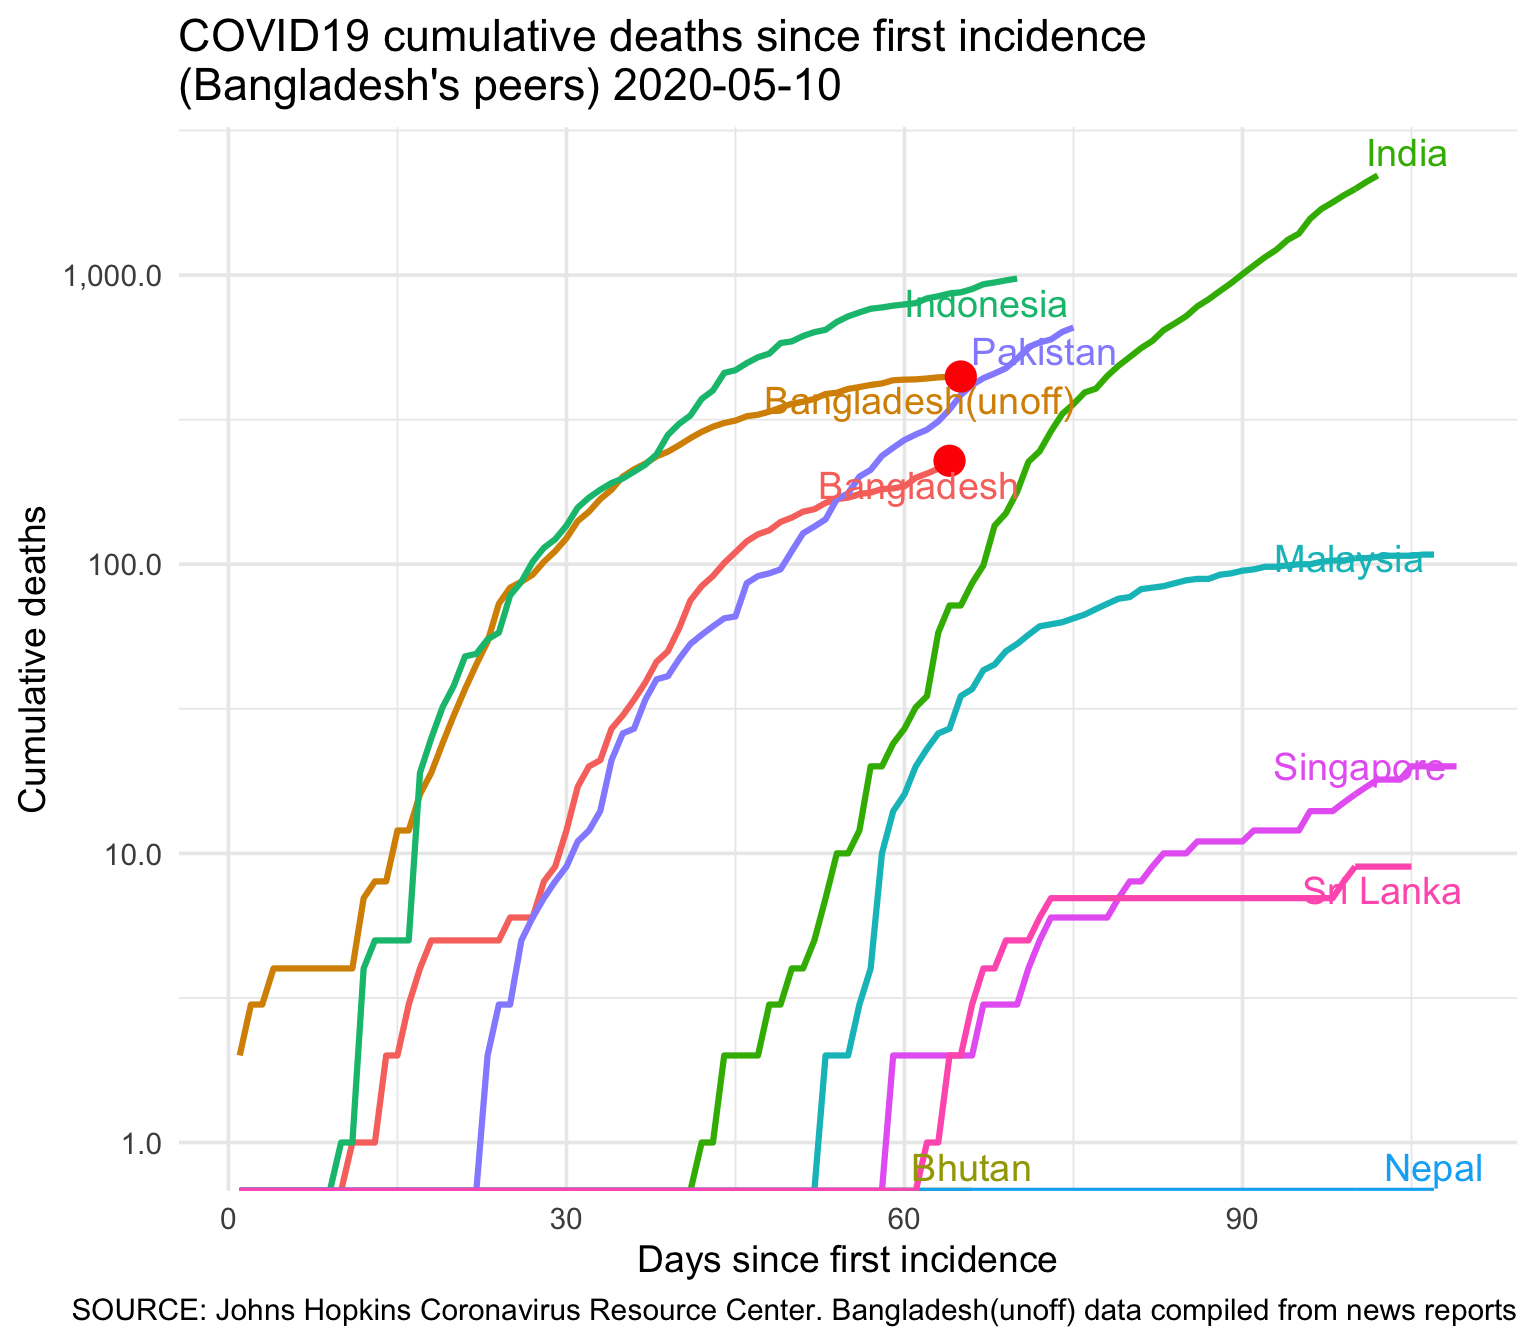 COVID19 cumulative deaths since first incidence
(Bangladesh's peers) 2020-05-10
India
1,000.0
Indonesia
Pakistan
Bangladesh(unoff)
Bangladesh
100.0
Malaysia
Singapore
10.0
Sri Lanka
1.0
Bhutan
Nepal
Cumulative deaths
0
30
60
90
Days since first incidence
SOURCE: Johns Hopkins Coronavirus Resource Center. Bangladesh(unoff) data compiled from news reports